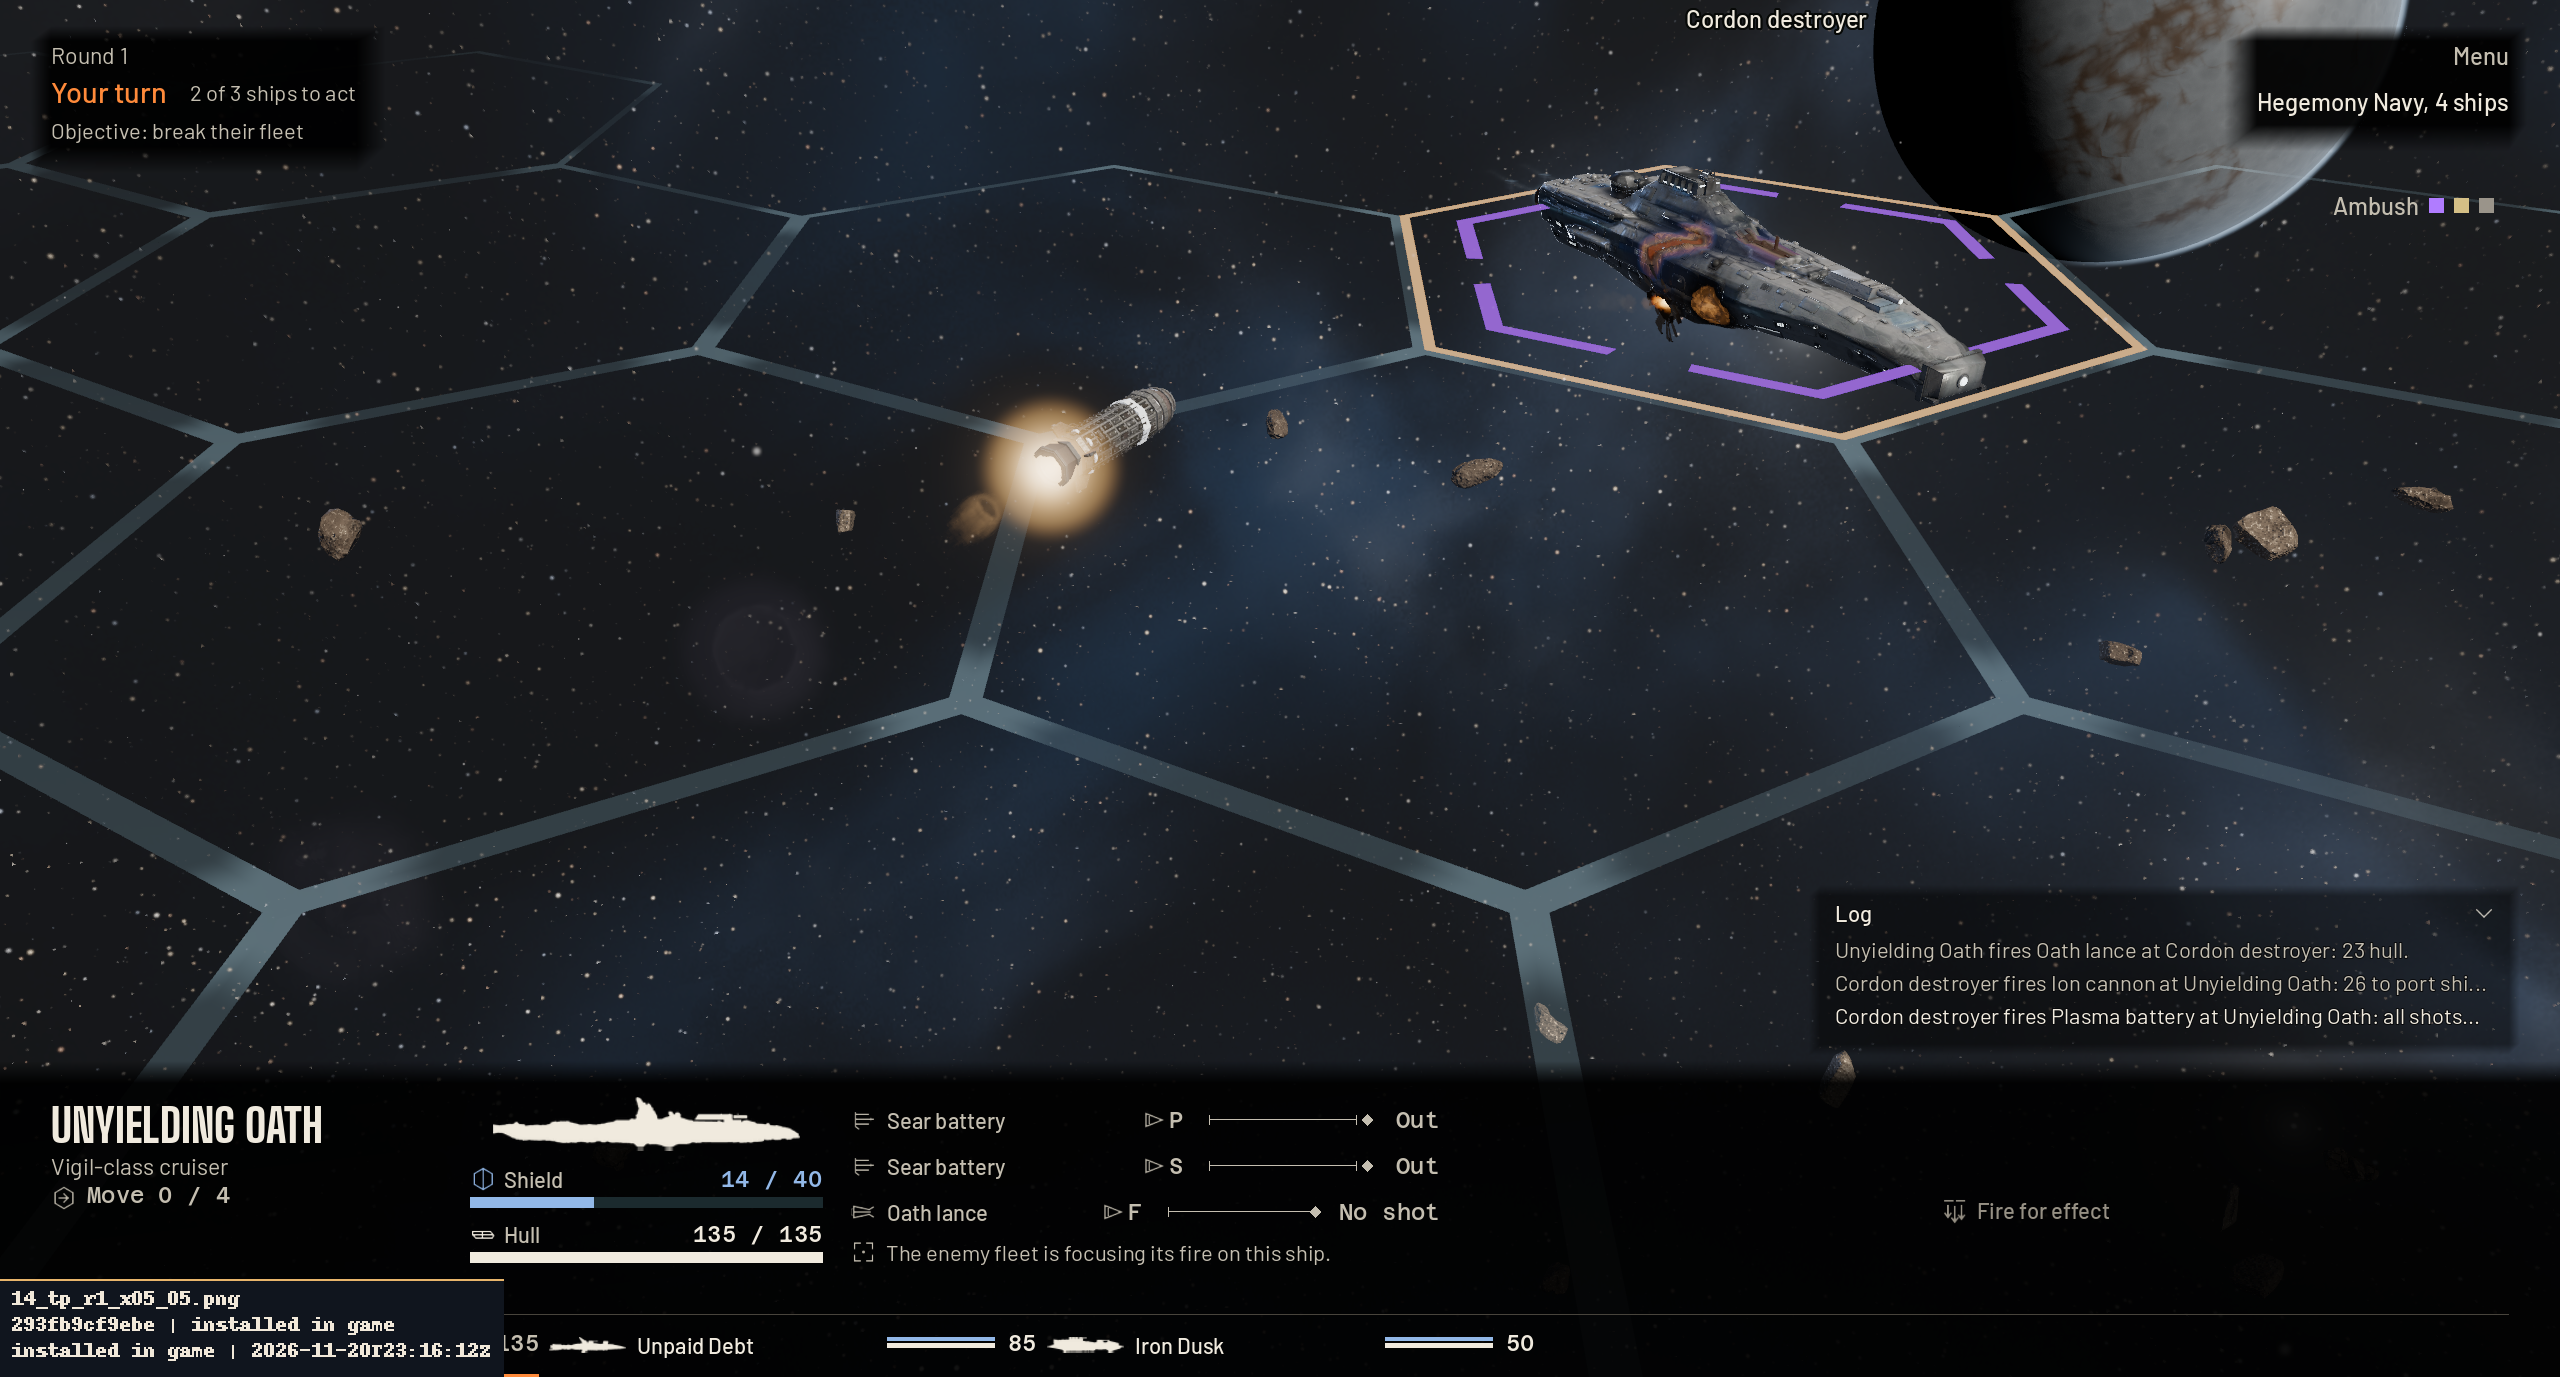 Cordon destroyer
Round 1
Your turn 2 of 3 ships to act
Objective: break their fleet
Menu
Hegemony Navy, 4 ships
Ambush
Log
Unyielding Oath fires Oath lance at Cordon destroyer: 23 hull.
Cordon destroyer fires Ion cannon at Unyielding Oath: 26 to port shi...
Cordon destroyer fires Plasma battery at Unyielding Oath: all shots...
UNYIELDING OATH
Vigil-class cruiser
Move 0 / 4
Shield 14 / 40
Hull 135 / 135
Sear battery P Out
Sear battery S Out
Oath lance F No shot
The enemy fleet is focusing its fire on this ship.
Fire for effect
14_tp_r1_x05_05.png
293fb9cf9ebe | installed in game
installed in game | 2026-11-20T23:16:12Z
135 Unpaid Debt 85 Iron Dusk 50